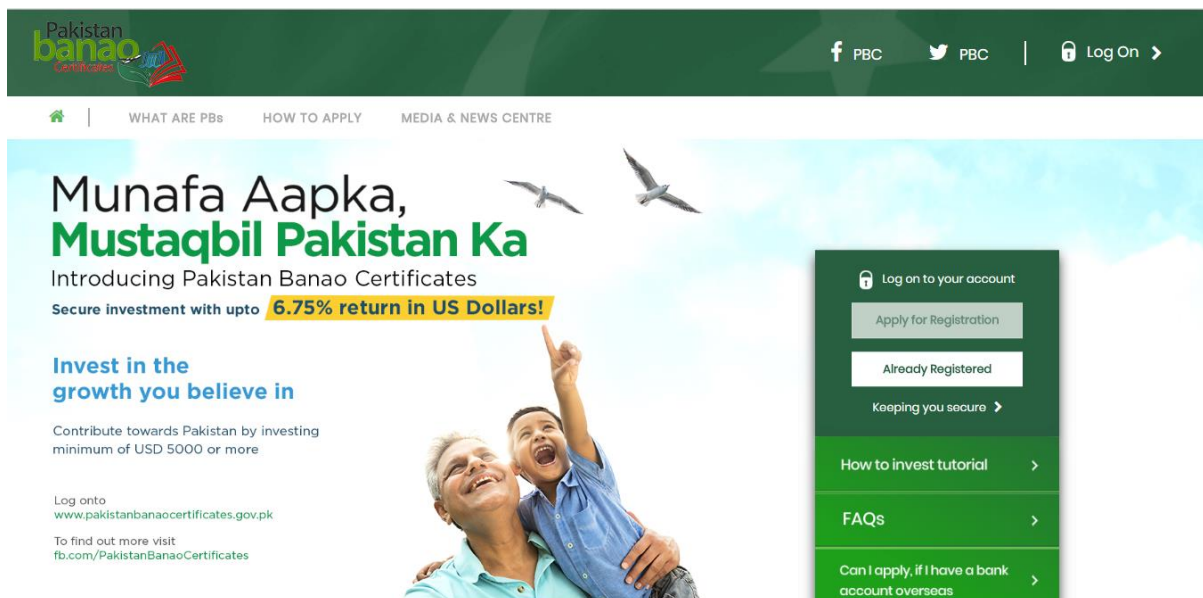 Pakistan
banao
Certificates
PBC
PBC
Log On
WHAT ARE PBs
HOW TO APPLY
MEDIA & NEWS CENTRE
Munafa Aapka,
Mustaqbil Pakistan Ka
Introducing Pakistan Banao Certificates
Secure investment with upto 6.75% return in US Dollars!
Invest in the
growth you believe in
Contribute towards Pakistan by investing
minimum of USD 5000 or more
Log onto
www.pakistanbanaocertificates.gov.pk
To find out more visit
fb.com/PakistanBanaoCertificates
Log on to your account
Apply for Registration
Already Registered
Keeping you secure
How to invest tutorial
FAQs
Can I apply, if I have a bank
account overseas